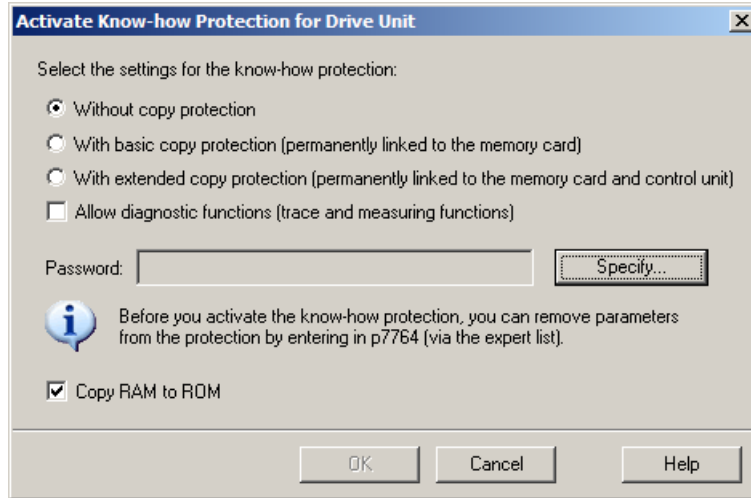 Activate Know-how Protection for Drive Unit
Select the settings for the know-how protection:
Without copy protection
With basic copy protection (permanently linked to the memory card)
With extended copy protection (permanently linked to the memory card and control unit)
Allow diagnostic functions (trace and measuring functions)
Password:
Specify...
Before you activate the know-how protection, you can remove parameters
from the protection by entering in p7764 (via the expert list).
Copy RAM to ROM
OK
Cancel
Help